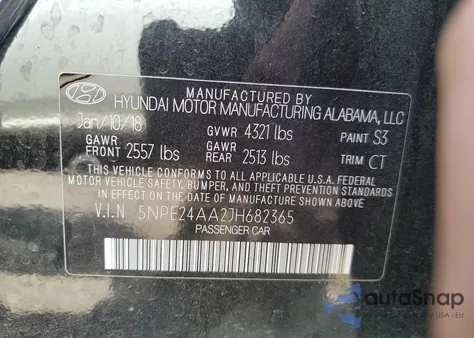 MANUFACTURED BY
HYUNDAI MOTOR MANUFACTURING ALABAMA, LLC
Jan/10/18 GVWR 4321 lbs PAINT S3
GAWR FRONT 2557 lbs GAWR REAR 2513 lbs TRIM CT
THIS VEHICLE CONFORMS TO ALL APPLICABLE U.S.A. FEDERAL
MOTOR VEHICLE SAFETY, BUMPER, AND THEFT PREVENTION STANDARDS
IN EFFECT ON THE DATE OF MANUFACTURE SHOWN ABOVE.
V.I.N 5NPE24AA2JH682365
PASSENGER CAR
autoSnap
USA | EU